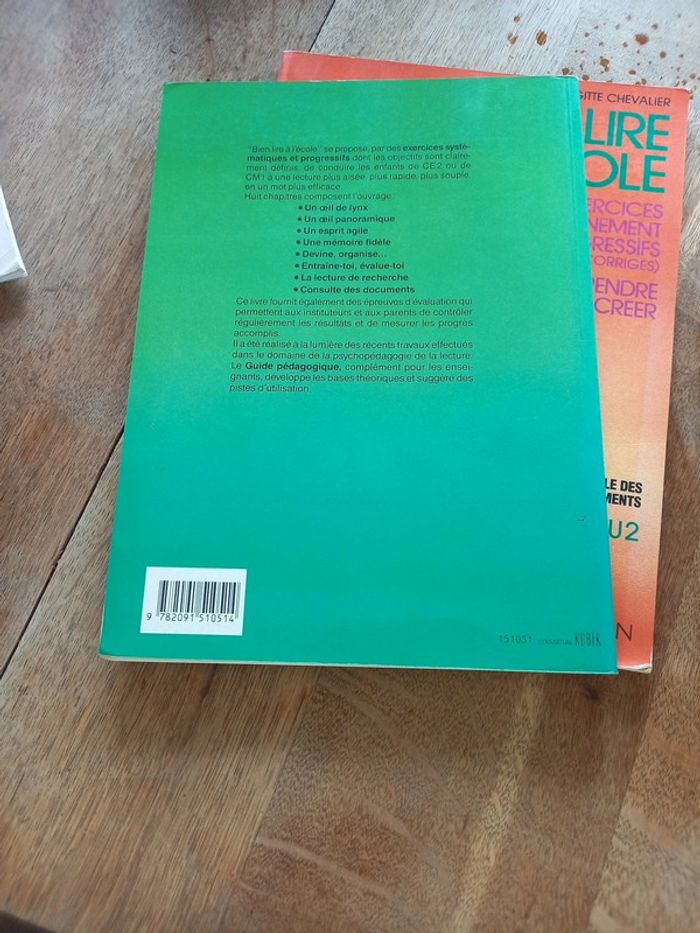 "Bien lire à l'école" se propose, par des exercices systé-
matiques et progressifs dont les objectifs sont claire-
ment définis, de conduire les enfants de CE2 ou de
CM1 à une lecture plus aisée, plus rapide, plus souple,
en un mot plus efficace.
Huit chapitres composent l'ouvrage :
• Un œil de lynx
• Un œil panoramique
• Un esprit agile
• Une mémoire fidèle
• Devine, organise...
• Entraîne-toi, évalue-toi
• La lecture de recherche
• Consulte des documents
Ce livre fournit également des épreuves d'évaluation qui
permettent aux instituteurs et aux parents de contrôler
régulièrement les résultats et de mesurer les progrès
accomplis.
Il a été réalisé à la lumière des récents travaux effectués
dans le domaine de la psychopédagogie de la lecture.
Le Guide pédagogique, complément pour les ensei-
gnants, développe les bases théoriques et suggère des
pistes d'utilisation.
9 782091 510514
151051 couverture KUBIK
GITTE CHEVALIER
LIRE
OLE
ERCICES
NEMENT
GRESSIFS
CORRIGES)
ENDRE
CREER
LE DES
MENTS
U2
N